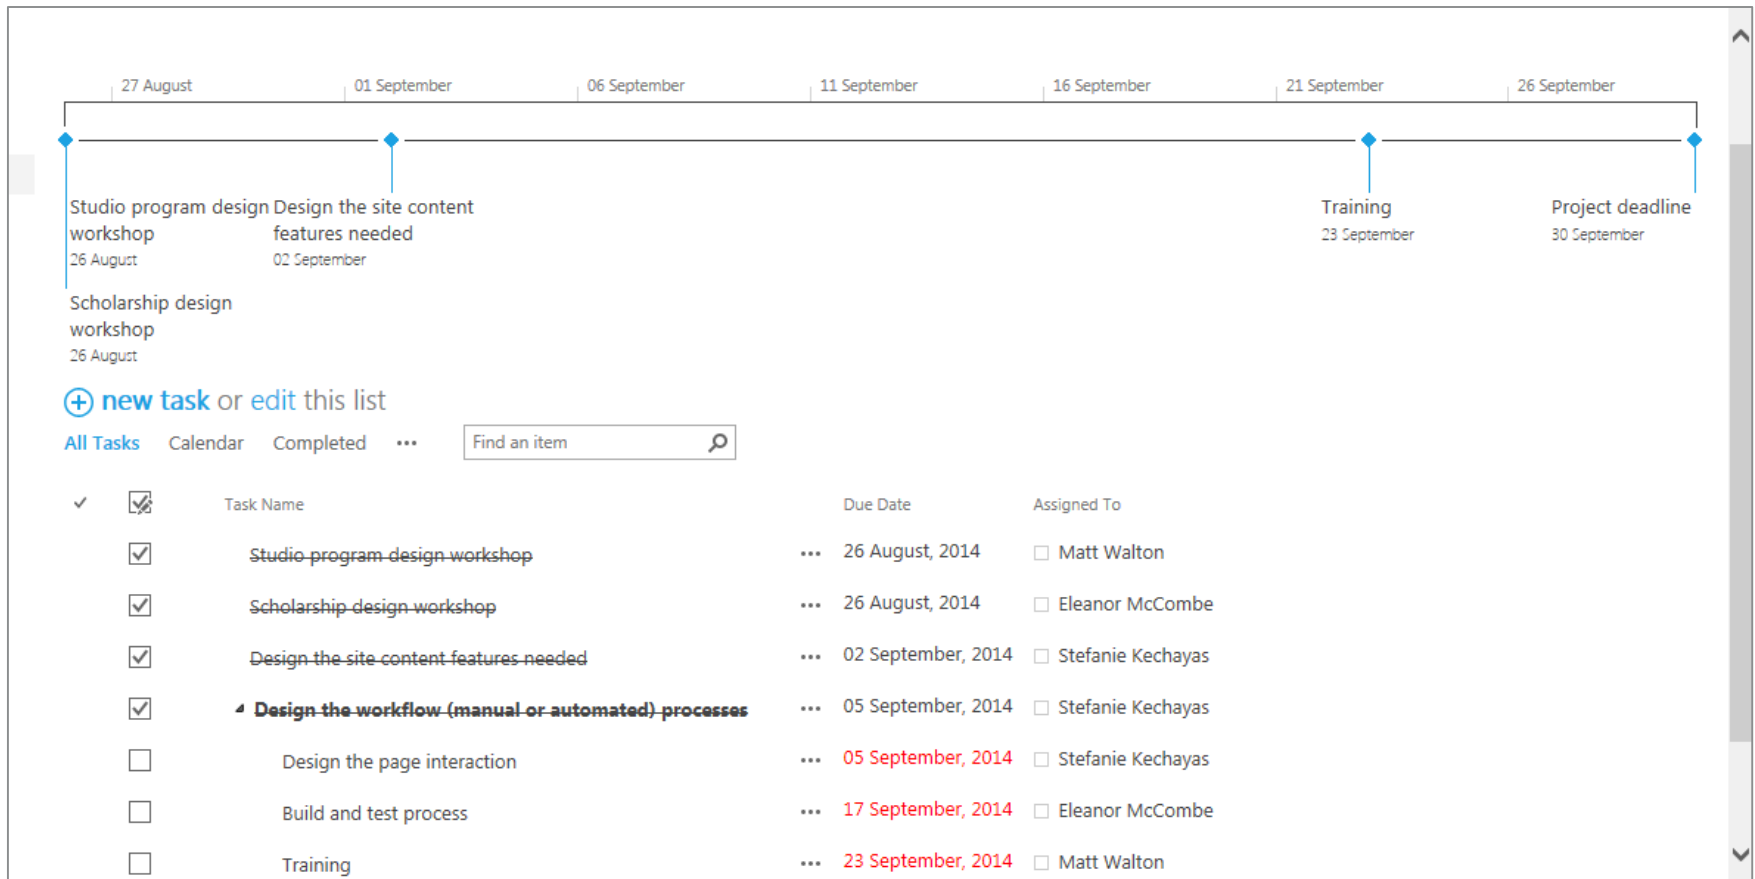 27 August 01 September 06 September 11 September 16 September 21 September 26 September
Studio program design Design the site content Training Project deadline
workshop features needed 23 September 30 September
26 August 02 September
Scholarship design
workshop
26 August
new task or edit this list
All Tasks Calendar Completed ••• Find an item
Task Name Due Date Assigned To
Studio program design workshop ••• 26 August, 2014 Matt Walton
Scholarship design workshop ••• 26 August, 2014 Eleanor McCombe
Design the site content features needed ••• 02 September, 2014 Stefanie Kechayas
Design the workflow (manual or automated) processes ••• 05 September, 2014 Stefanie Kechayas
Design the page interaction ••• 05 September, 2014 Stefanie Kechayas
Build and test process ••• 17 September, 2014 Eleanor McCombe
Training ••• 23 September, 2014 Matt Walton